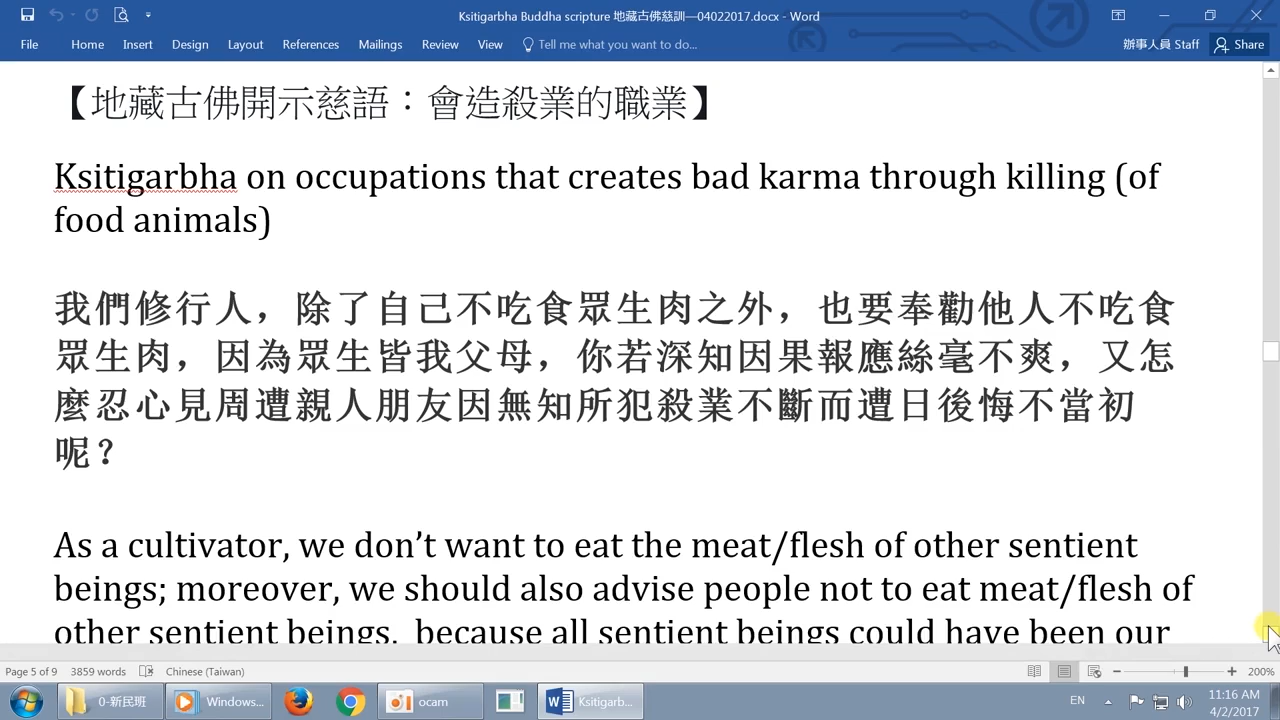 Ksitigarbha Buddha scripture 地藏古佛慈訓—04022017.docx - Word
File Home Insert Design Layout References Mailings Review View Tell me what you want to do... 辦事人員 Staff Share
【地藏古佛開示慈語：會造殺業的職業】
Ksitigarbha on occupations that creates bad karma through killing (of
food animals)
我們修行人，除了自己不吃食眾生肉之外，也要奉勸他人不吃食
眾生肉，因為眾生皆我父母，你若深知因果報應絲毫不爽，又怎
麼忍心見周遭親人朋友因無知所犯殺業不斷而遭日後悔不當初
呢？
As a cultivator, we don’t want to eat the meat/flesh of other sentient
beings; moreover, we should also advise people not to eat meat/flesh of
other sentient beings, because all sentient beings could have been our
Page 5 of 9 3859 words Chinese (Taiwan) 200%
0-新民班 Windows... ocam Ksitigarb... EN 11:16 AM
4/2/2017